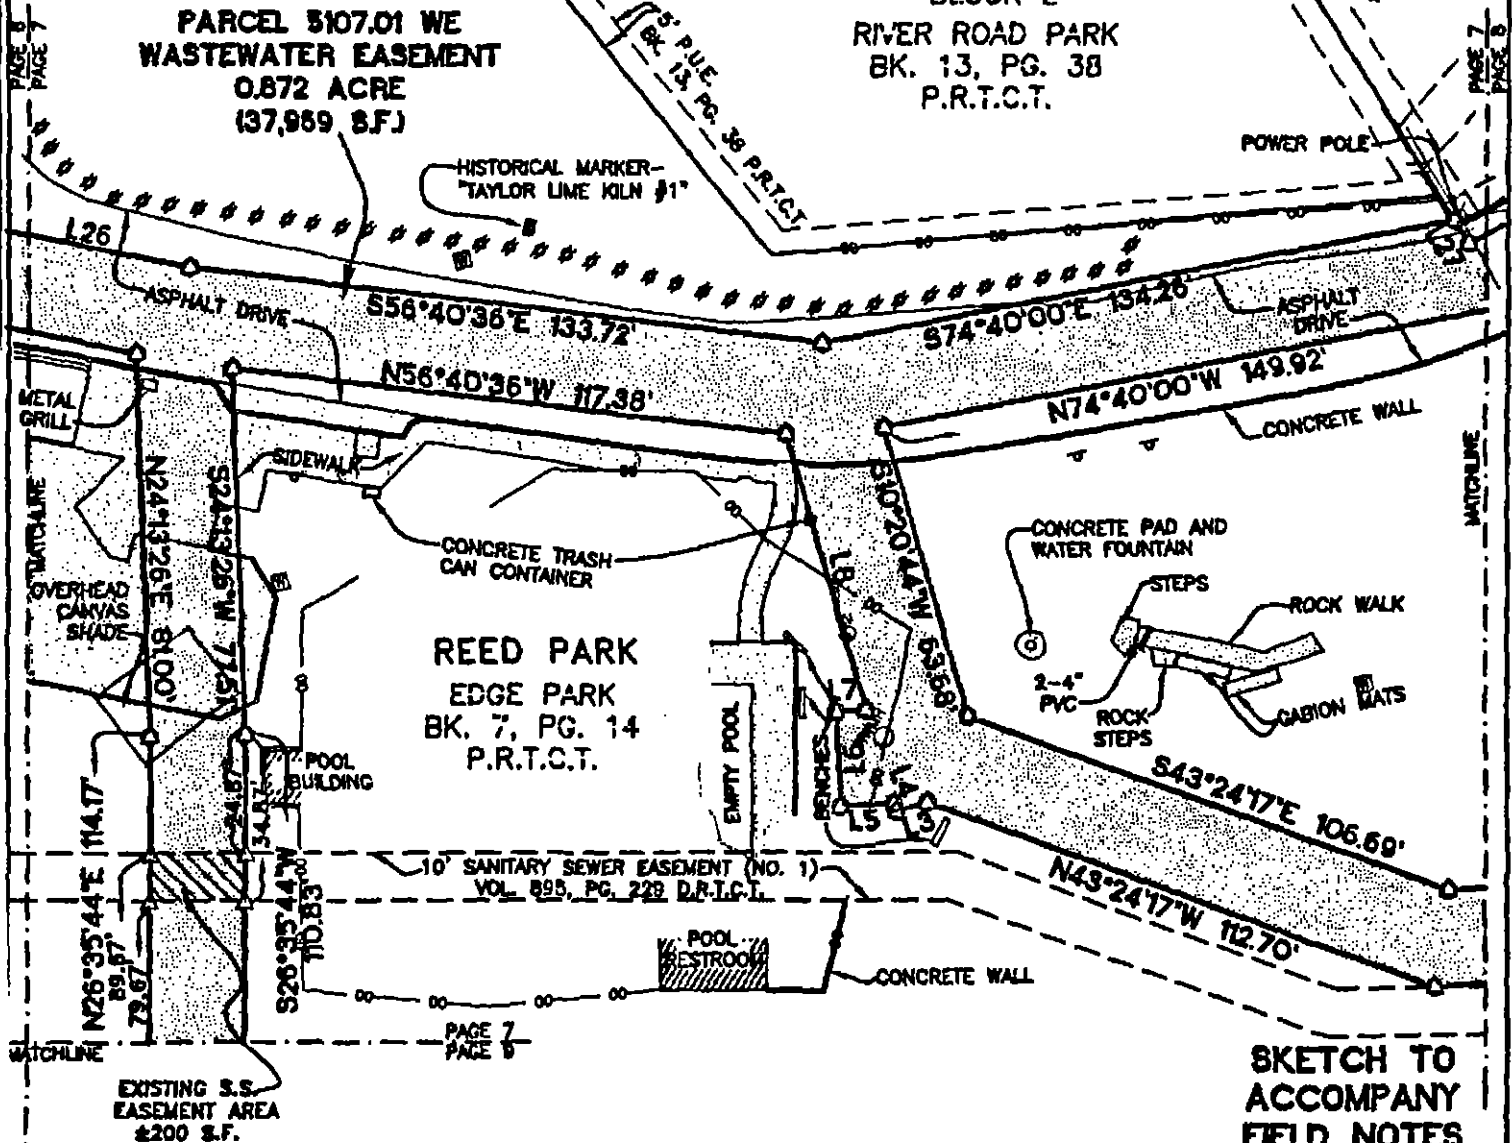 PAGE 8
PAGE 7
PARCEL 5107.01 WE
WASTEWATER EASEMENT
0.872 ACRE
(37,969 S.F.)
5' P.U.E.
BK. 13, PG. 38 P.R.T.C.T.
RIVER ROAD PARK
BK. 13, PG. 38
P.R.T.C.T.
PAGE 7
PAGE 8
POWER POLE
HISTORICAL MARKER-
"TAYLOR LIME KILN #1"
L26
ASPHALT DRIVE
S56°40'36"E 133.72'
S74°40'00"E 134.26'
ASPHALT
DRIVE
N56°40'36"W 117.38'
N74°40'00"W 149.92'
CONCRETE WALL
METAL
GRILL
SIDEWALK
MATCHLINE
N24°13'26"E 81.00'
S24°13'26"W 77.51'
CONCRETE TRASH
CAN CONTAINER
L8
S10°20'44"W 63.68'
CONCRETE PAD AND
WATER FOUNTAIN
MATCHLINE
OVERHEAD
CANVAS
SHADE
STEPS
ROCK WALK
REED PARK
EDGE PARK
BK. 7, PG. 14
P.R.T.C.T.
2-4"
PVC
ROCK
STEPS
GABION MATS
L7
POOL
BUILDING
EMPTY POOL
BENCHES
L6
L5
L4
L3
S43°24'17"E 106.69'
N26°35'44"E 114.17'
89.67'
79.67'
24.87'
34.87'
S26°35'44"W
110.83'
10' SANITARY SEWER EASEMENT (NO. 1)
VOL. 895, PG. 229 D.R.T.C.T.
N43°24'17"W 112.70'
POOL
RESTROOM
CONCRETE WALL
MATCHLINE
PAGE 7
PAGE 9
EXISTING S.S.
EASEMENT AREA
±200 S.F.
SKETCH TO
ACCOMPANY
FIELD NOTES